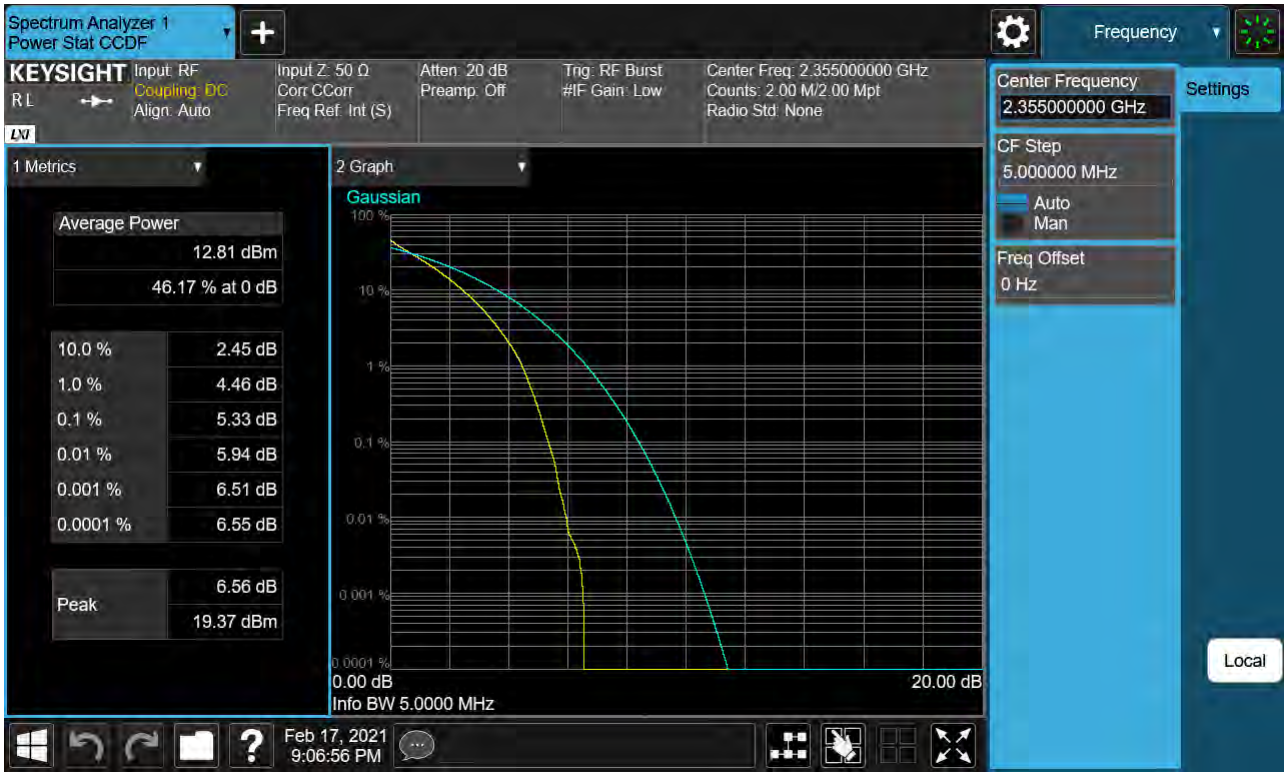 Spectrum Analyzer 1
Power Stat CCDF
+
Frequency
KEYSIGHT
RL
LXI
Input: RF
Coupling: DC
Align: Auto
Input Z: 50 Ω
Corr CCorr
Freq Ref: Int (S)
Atten: 20 dB
Preamp: Off
Trig: RF Burst
#IF Gain: Low
Center Freq: 2.355000000 GHz
Counts: 2.00 M/2.00 Mpt
Radio Std: None
Center Frequency
2.355000000 GHz
Settings
CF Step
5.000000 MHz
Auto
Man
Freq Offset
0 Hz
Local
1 Metrics
Average Power
12.81 dBm
46.17 % at 0 dB
10.0 % 2.45 dB
1.0 % 4.46 dB
0.1 % 5.33 dB
0.01 % 5.94 dB
0.001 % 6.51 dB
0.0001 % 6.55 dB
Peak 6.56 dB
19.37 dBm
2 Graph
Gaussian
100 %
10 %
1 %
0.1 %
0.01 %
0.001 %
0.0001 %
0.00 dB 20.00 dB
Info BW 5.0000 MHz
?
Feb 17, 2021
9:06:56 PM